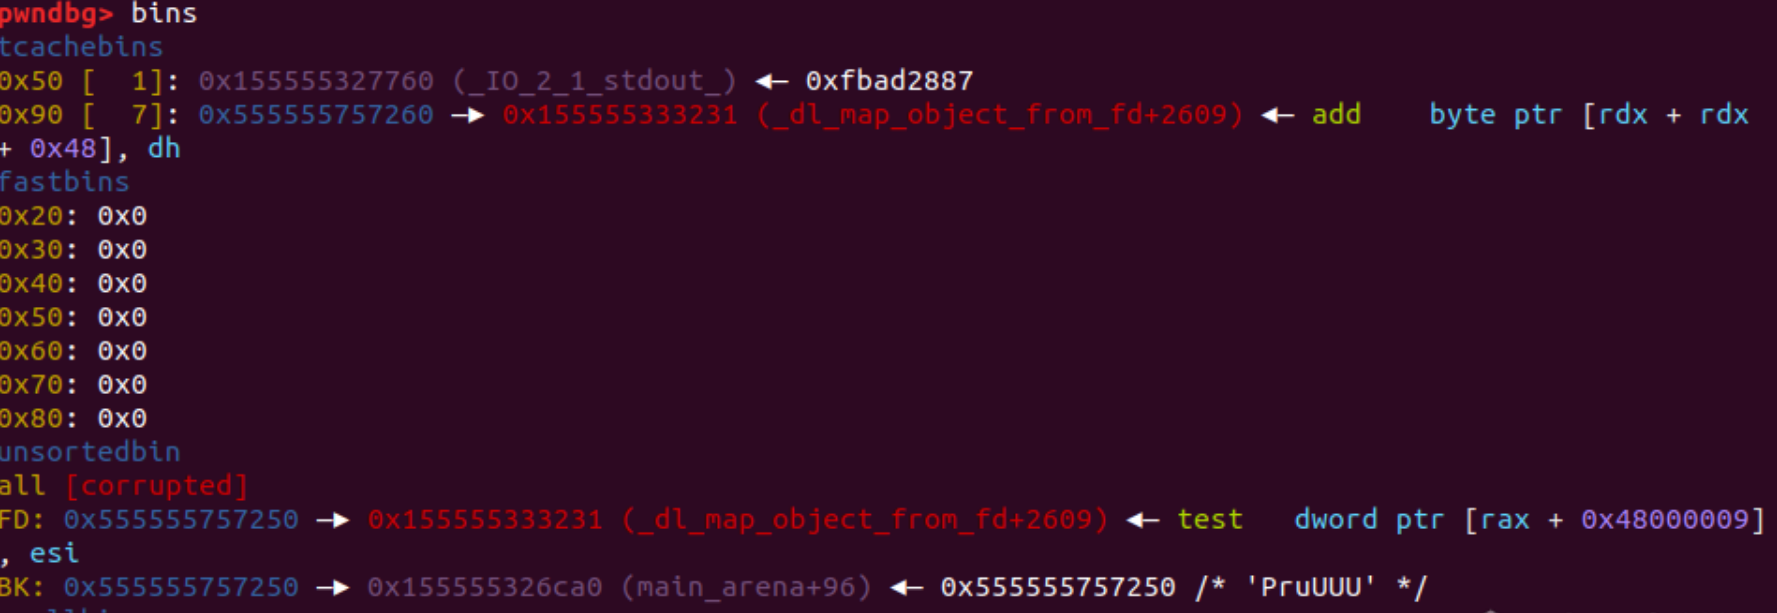 pwndbg> bins
tcachebins
0x50 [  1]: 0x155555327760 (_IO_2_1_stdout_) ◂— 0xfbad2887
0x90 [  7]: 0x555555757260 —▸ 0x155555333231 (_dl_map_object_from_fd+2609) ◂— add    byte ptr [rdx + rdx
+ 0x48], dh
fastbins
0x20: 0x0
0x30: 0x0
0x40: 0x0
0x50: 0x0
0x60: 0x0
0x70: 0x0
0x80: 0x0
unsortedbin
all [corrupted]
FD: 0x555555757250 —▸ 0x155555333231 (_dl_map_object_from_fd+2609) ◂— test   dword ptr [rax + 0x48000009]
, esi
BK: 0x555555757250 —▸ 0x155555326ca0 (main_arena+96) ◂— 0x555555757250 /* 'PruUUU' */